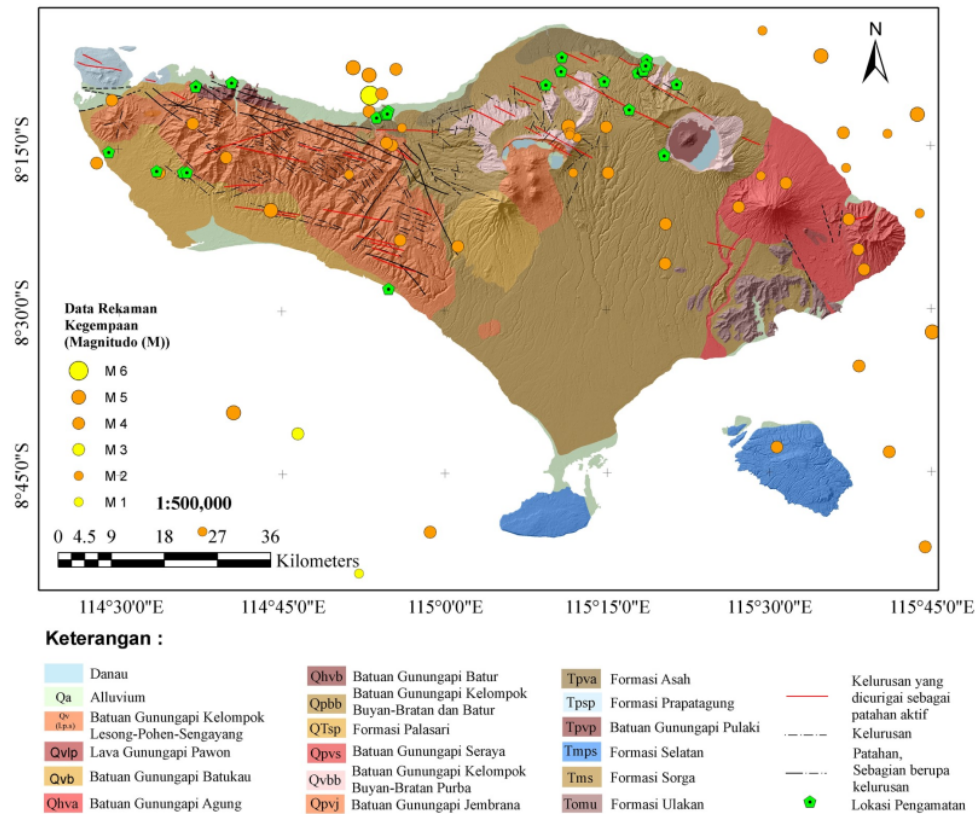 N
8°15'0"S
8°30'0"S
8°45'0"S
Data Rekaman
Kegempaan
(Magnitudo (M))
M 6
M 5
M 4
M 3
M 2
M 1
1:500,000
0 4.5 9 18 27 36
Kilometers
114°30'0"E 114°45'0"E 115°0'0"E 115°15'0"E 115°30'0"E 115°45'0"E
Keterangan :
Danau
Qa Alluvium
Qv
(l.p.s)
Batuan Gunungapi Kelompok
Lesong-Pohen-Sengayang
Qvlp Lava Gunungapi Pawon
Qvb Batuan Gunungapi Batukau
Qhva Batuan Gunungapi Agung
Qhvb Batuan Gunungapi Batur
Qpbb Batuan Gunungapi Kelompok
Buyan-Bratan dan Batur
QTsp Formasi Palasari
Qpvs Batuan Gunungapi Seraya
Qvbb Batuan Gunungapi Kelompok
Buyan-Bratan Purba
Qpvj Batuan Gunungapi Jembrana
Tpva Formasi Asah
Tpsp Formasi Prapatagung
Tpvp Batuan Gunungapi Pulaki
Tmps Formasi Selatan
Tms Formasi Sorga
Tomu Formasi Ulakan
Kelurusan yang
dicurigai sebagai
patahan aktif
Kelurusan
Patahan,
Sebagian berupa
kelurusan
Lokasi Pengamatan